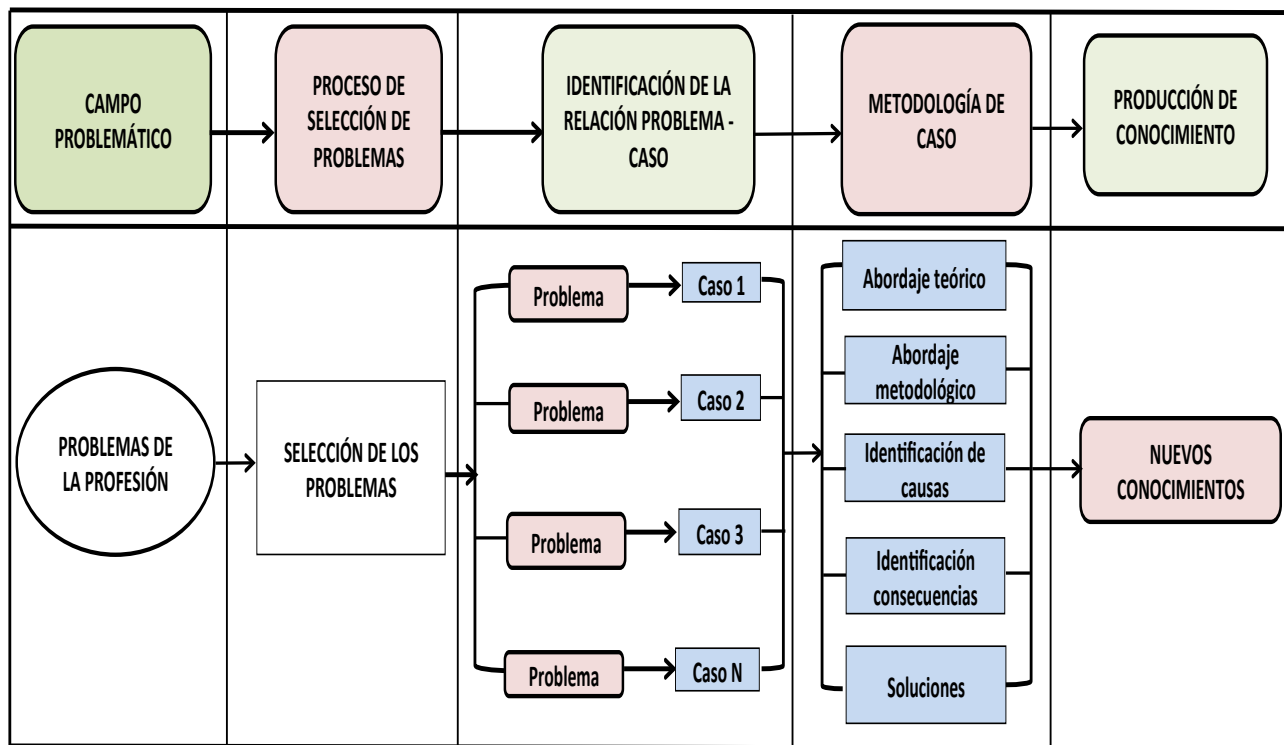 CAMPO
PROBLEMÁTICO
PROCESO DE
SELECCIÓN DE
PROBLEMAS
IDENTIFICACIÓN DE LA
RELACIÓN PROBLEMA -
CASO
METODOLOGÍA DE
CASO
PRODUCCIÓN DE
CONOCIMIENTO
PROBLEMAS DE
LA PROFESIÓN
SELECCIÓN DE LOS
PROBLEMAS
Problema
Caso 1
Problema
Caso 2
Problema
Caso 3
Problema
Caso N
Abordaje teórico
Abordaje
metodológico
Identificación de
causas
Identificación
consecuencias
Soluciones
NUEVOS
CONOCIMIENTOS